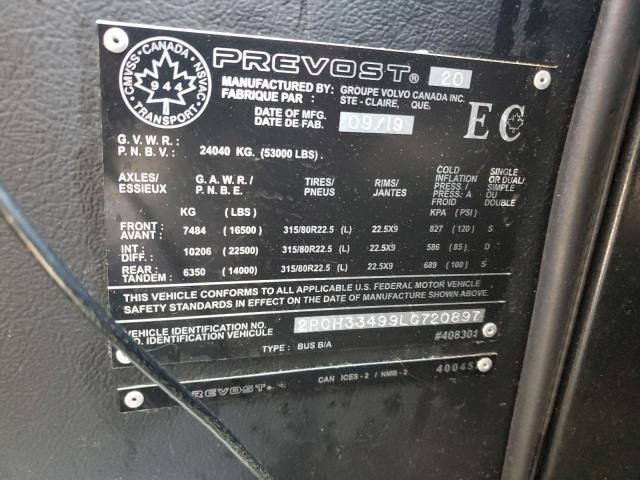 CANADA
CMVSS NSVAC
944
TRANSPORT
PREVOST® 20
MANUFACTURED BY: GROUPE VOLVO CANADA INC.
FABRIQUE PAR : STE - CLAIRE, QUE.
DATE OF MFG. 09/19
DATE DE FAB.
EC
G. V. W. R. :
P. N. B. V. : 24040 KG. (53000 LBS).
AXLES/ G. A. W. R./ TIRES/ RIMS/ COLD INFLATION SINGLE OR DUAL/
ESSIEUX P. N. B. E. PNEUS JANTES PRESS. / PRESS. A FROID SIMPLE OU DOUBLE
KG (LBS) KPA (PSI)
FRONT:
AVANT: 7484 (16500) 315/80R22.5 (L) 22.5X9 827 (120) S
INT :
DIFF.: 10206 (22500) 315/80R22.5 (L) 22.5X9 586 (85) D
REAR :
TANDEM : 6350 (14000) 315/80R22.5 (L) 22.5X9 689 (100) S
THIS VEHICLE CONFORMS TO ALL APPLICABLE U.S. FEDERAL MOTOR VEHICLE
SAFETY STANDARDS IN EFFECT ON THE DATE OF MANUFACTURE SHOWN ABOVE.
VEHICLE IDENTIFICATION NO. 2PCH33499LC720897
NO. IDENTIFICATION VEHICULE #408301
TYPE : BUS B/A
PREVOST CAN ICES - 2 / NMB - 2 40045